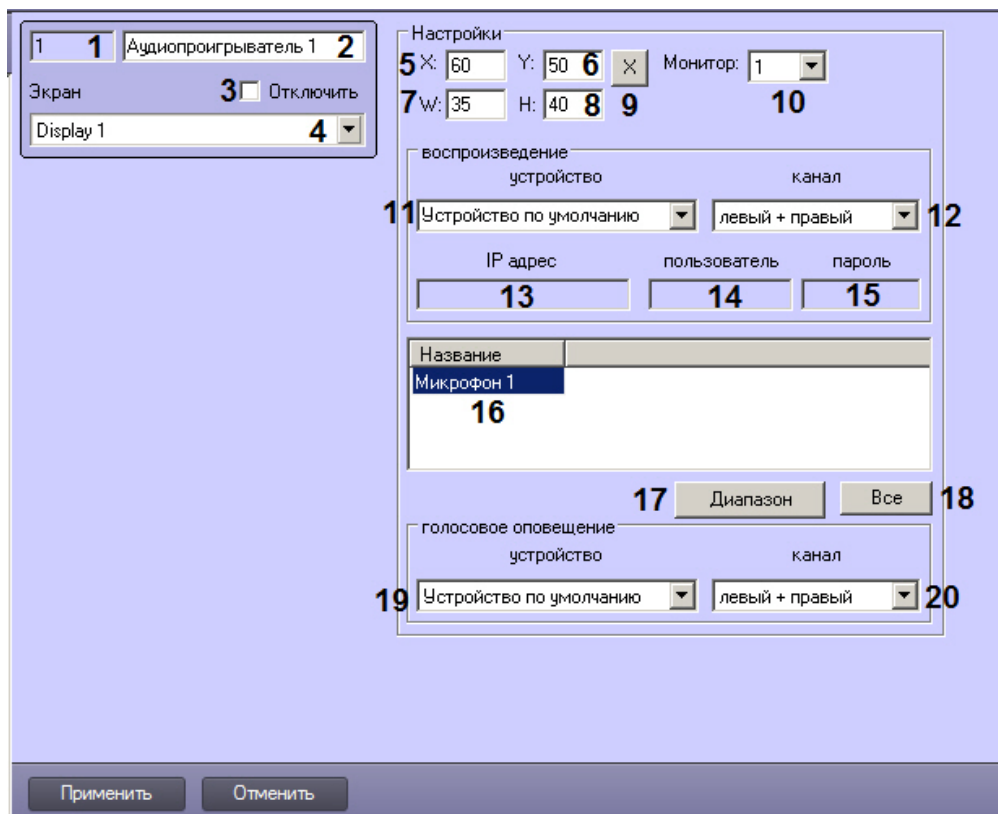 1 1 Аудиопроигрыватель 1 2
Экран 3 Отключить
Display 1 4
Настройки
5 X: 60 Y: 50 6 X Монитор: 1
7 W: 35 H: 40 8 9 10
воспроизведение
устройство канал
11 Устройство по умолчанию левый + правый 12
IP адрес пользователь пароль
13 14 15
Название
Микрофон 1
16
17 Диапазон Все 18
голосовое оповещение
устройство канал
19 Устройство по умолчанию левый + правый 20
Применить Отменить